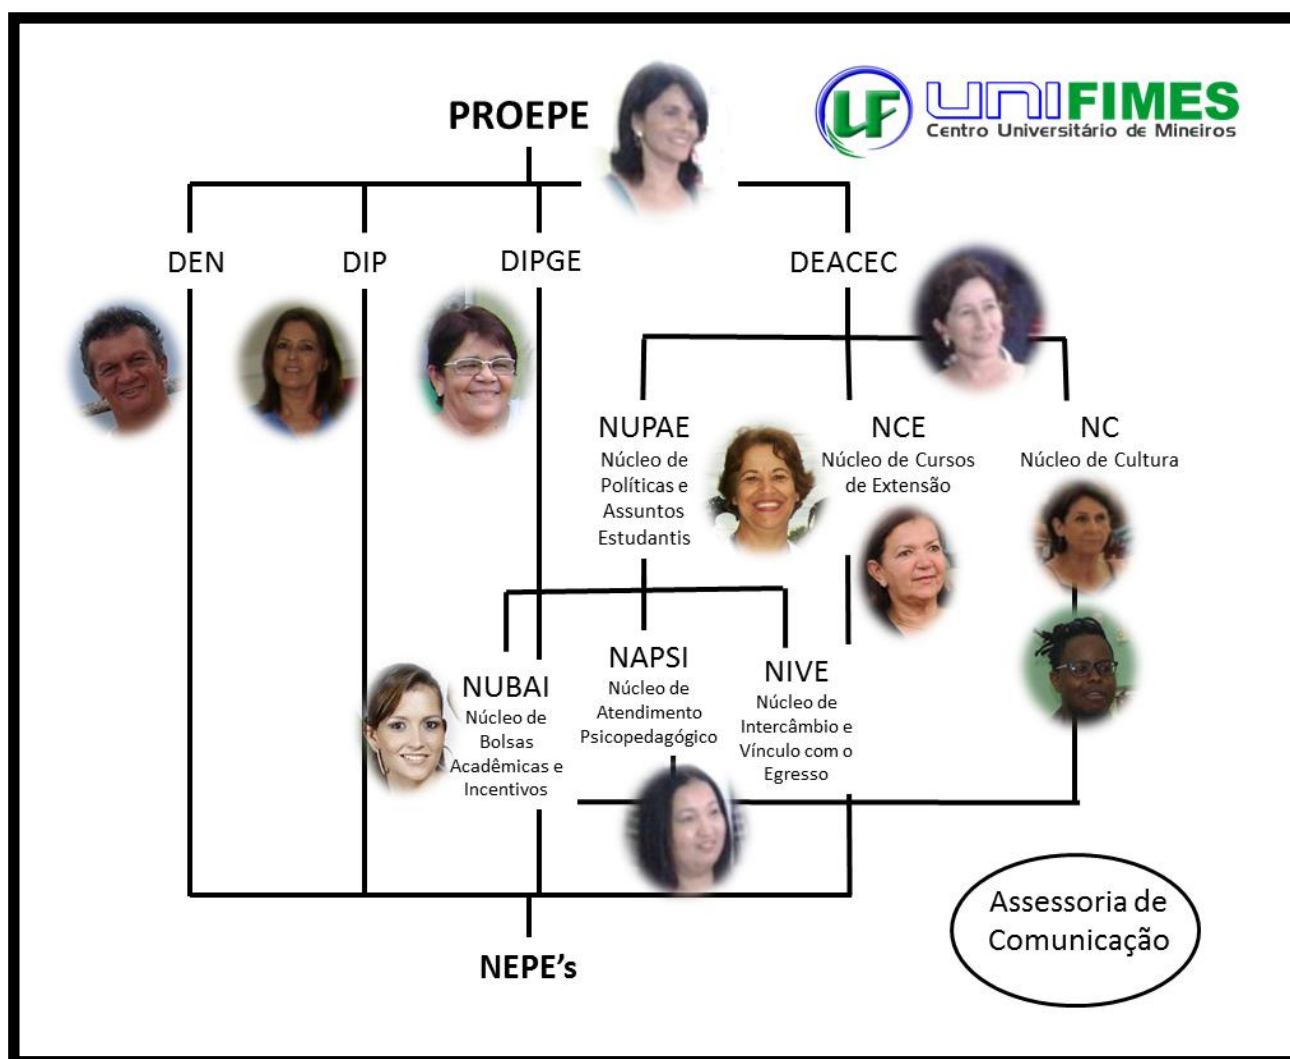 PROEPE
UF
UNIFIMES
Centro Universitário de Mineiros
DEN
DIP
DIPGE
DEACEC
NUPAE
Núcleo de
Políticas e
Assuntos
Estudantis
NCE
Núcleo de Cursos
de Extensão
NC
Núcleo de Cultura
NUBAI
Núcleo de
Bolsas
Acadêmicas e
Incentivos
NAPSI
Núcleo de
Atendimento
Psicopedagógico
NIVE
Núcleo de
Intercâmbio e
Vínculo com o
Egresso
Assessoria de
Comunicação
NEPE’s